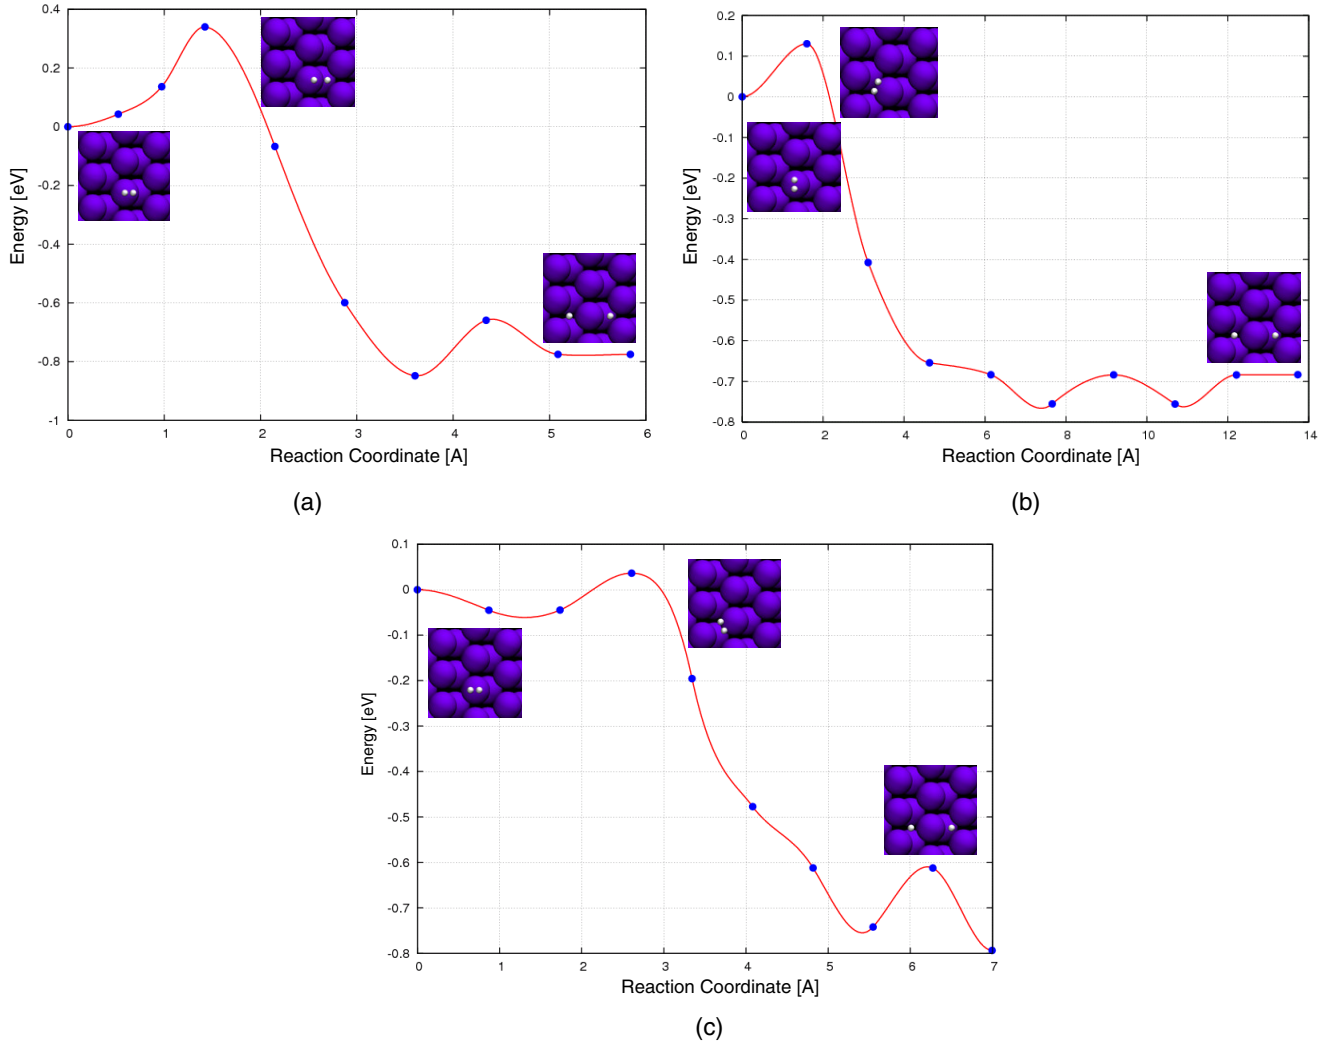 0.4
0.2
0
-0.2
-0.4
-0.6
-0.8
-1
Energy [eV]
0 1 2 3 4 5 6
Reaction Coordinate [A]
(a)
0.2
0.1
0
-0.1
-0.2
-0.3
-0.4
-0.5
-0.6
-0.7
-0.8
Energy [eV]
0 2 4 6 8 10 12 14
Reaction Coordinate [A]
(b)
0.1
0
-0.1
-0.2
-0.3
-0.4
-0.5
-0.6
-0.7
-0.8
Energy [eV]
0 1 2 3 4 5 6 7
Reaction Coordinate [A]
(c)